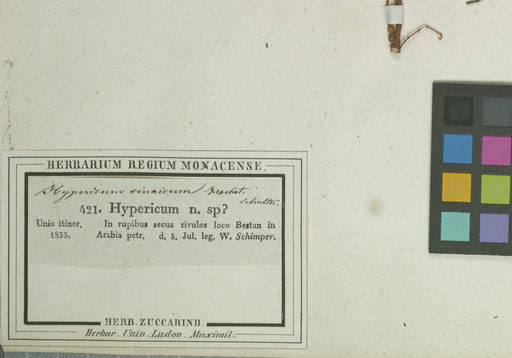 HERBARIUM REGIUM MONACENSE.
Hypericum sinaicum Hochst.
421. Hypericum n. sp?
Unio itiner. In rupibus secus rivulos loco Bestan in
1835. Arabia petr. d. 3. Jul. leg. W. Schimper.
HERB. ZUCCARINII.
Herbar. Univ. Ludov. Maximil.